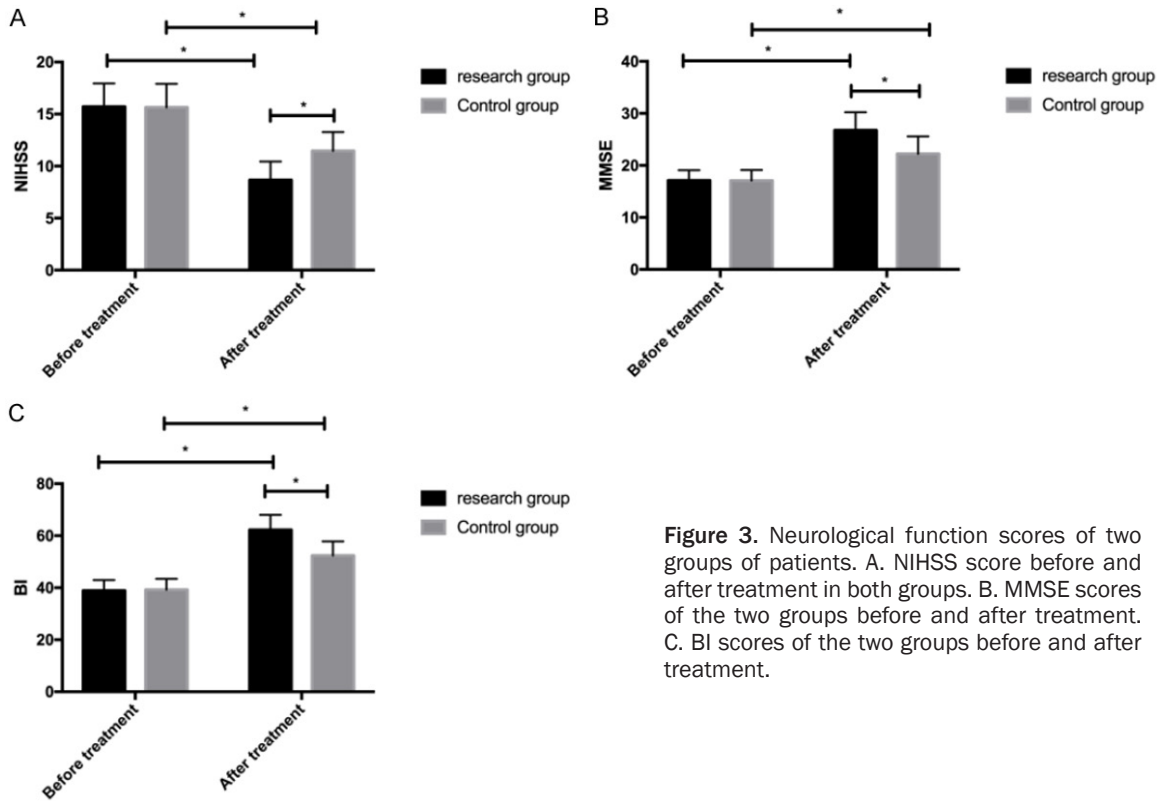 A
*
*
20
15
10
5
0
NIHSS
*
research group
Control group
Before treatment
After treatment
B
*
*
40
30
20
10
0
MMSE
*
research group
Control group
Before treatment
After treatment
C
*
*
80
60
40
20
0
BI
*
research group
Control group
Before treatment
After treatment
Figure 3. Neurological function scores of two
groups of patients. A. NIHSS score before and
after treatment in both groups. B. MMSE scores
of the two groups before and after treatment.
C. BI scores of the two groups before and after
treatment.